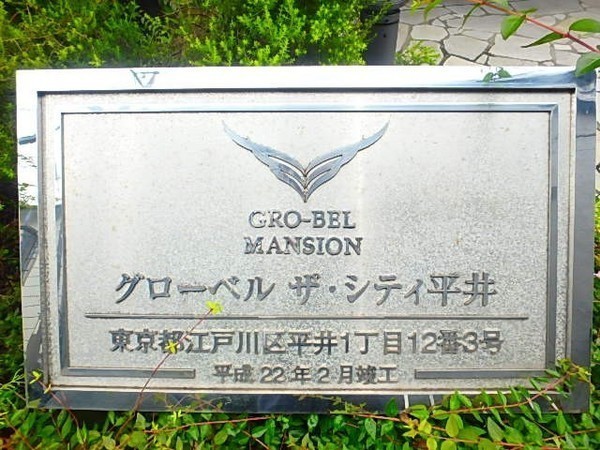 GRO-BEL
MANSION
グローベル ザ・シティ平井
東京都江戸川区平井1丁目12番3号
平成22年2月竣工